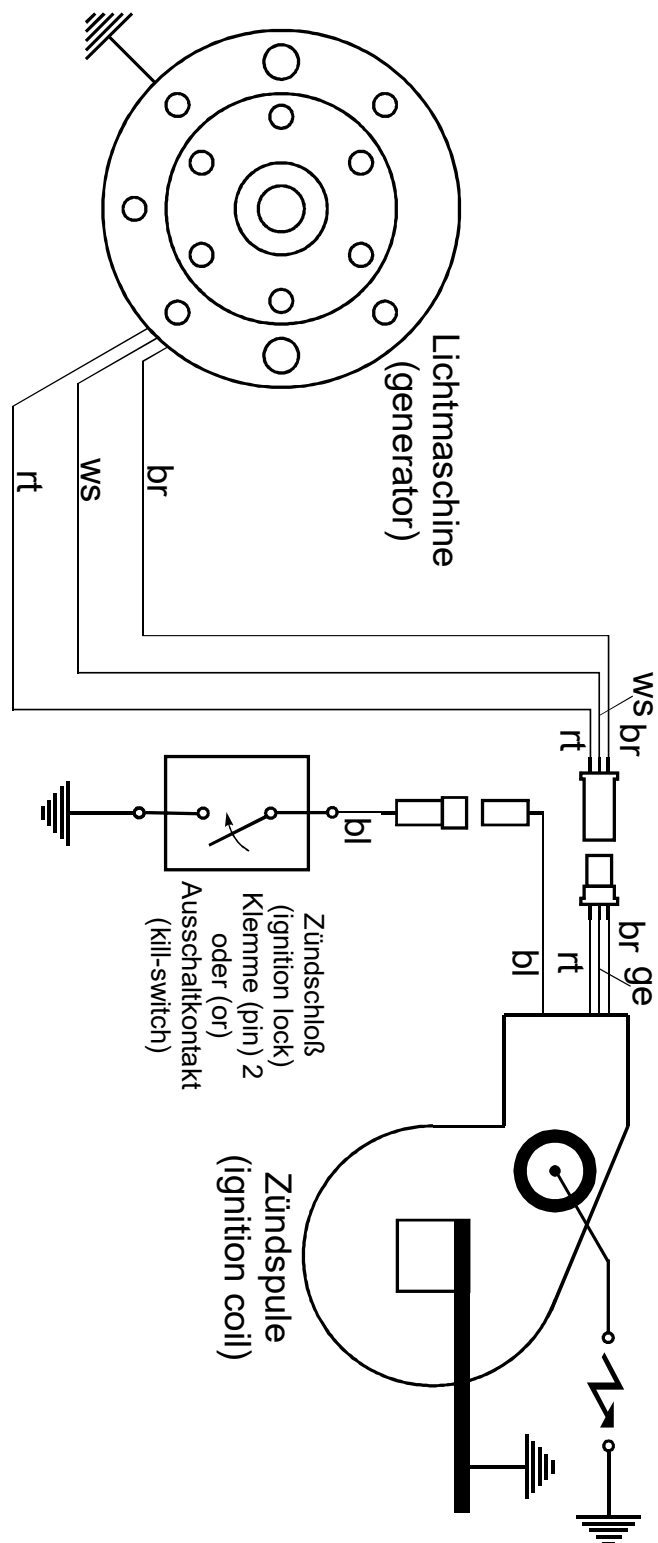 Lichtmaschine
(generator)
br
ws
rt
ws
br
rt
bl
Zündschloß
(ignition lock)
Klemme (pin) 2
oder (or)
Ausschaltkontakt
(kill-switch)
ge
br
rt
bl
Zündspule
(ignition coil)